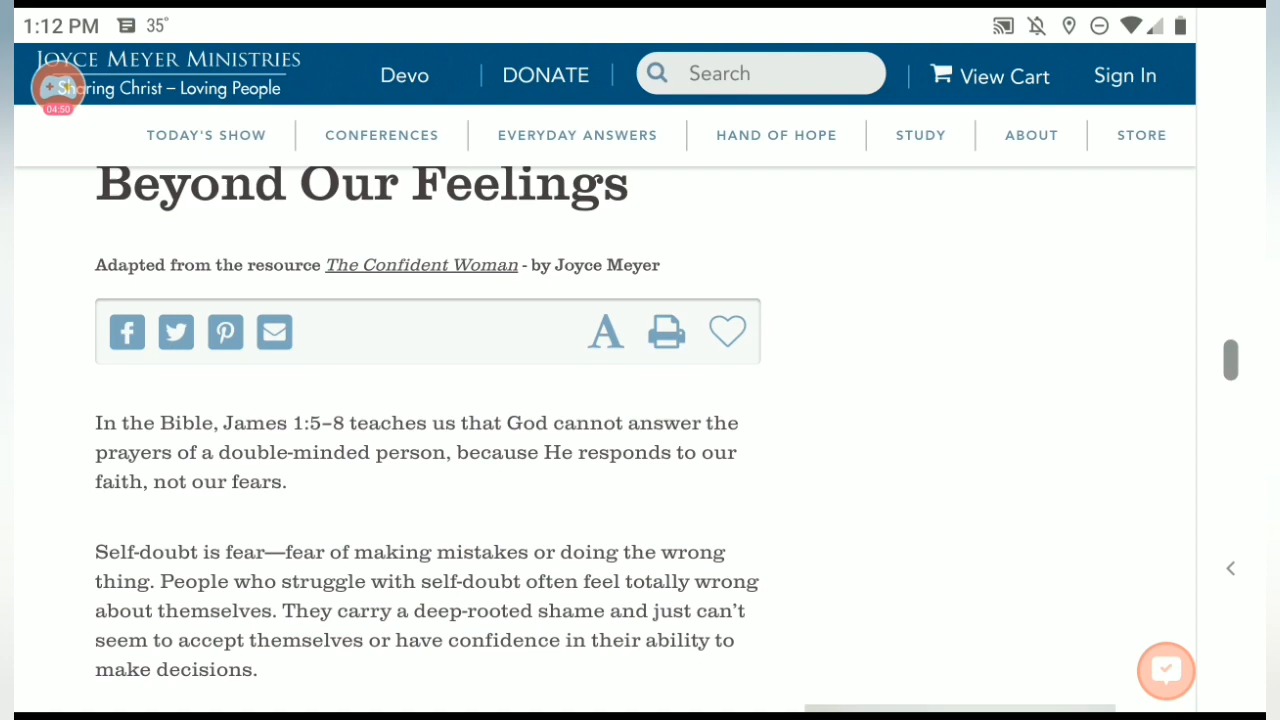 1:12 PM 35°
JOYCE MEYER MINISTRIES
Sharing Christ – Loving People
Devo
DONATE
Search
View Cart
Sign In
04:50
TODAY'S SHOW
CONFERENCES
EVERYDAY ANSWERS
HAND OF HOPE
STUDY
ABOUT
STORE
Beyond Our Feelings
Adapted from the resource The Confident Woman - by Joyce Meyer
A
In the Bible, James 1:5–8 teaches us that God cannot answer the
prayers of a double-minded person, because He responds to our
faith, not our fears.
Self-doubt is fear—fear of making mistakes or doing the wrong
thing. People who struggle with self-doubt often feel totally wrong
about themselves. They carry a deep-rooted shame and just can't
seem to accept themselves or have confidence in their ability to
make decisions.